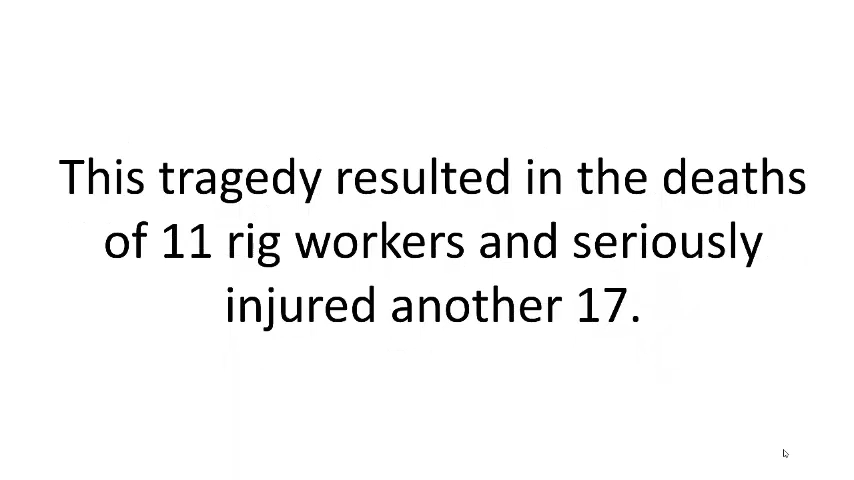 This tragedy resulted in the deaths
of 11 rig workers and seriously
injured another 17.